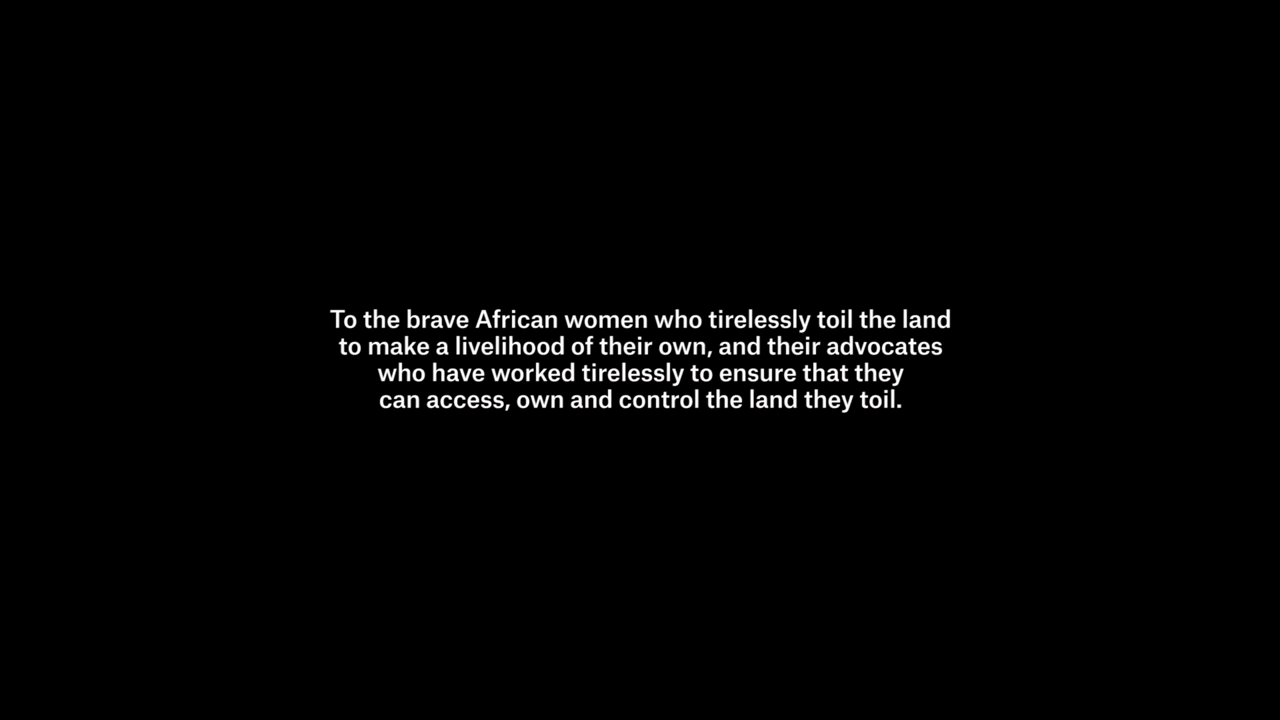 To the brave African women who tirelessly toil the land
to make a livelihood of their own, and their advocates
who have worked tirelessly to ensure that they
can access, own and control the land they toil.